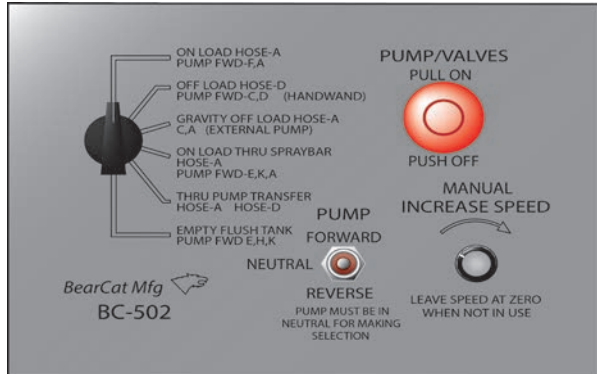 ON LOAD HOSE-A
PUMP FWD-F,A
OFF LOAD HOSE-D
PUMP FWD-C,D (HANDWAND)
GRAVITY OFF LOAD HOSE-A
C,A (EXTERNAL PUMP)
ON LOAD THRU SPRAYBAR
HOSE-A
PUMP FWD-E,K,A
THRU PUMP TRANSFER
HOSE-A HOSE-D
EMPTY FLUSH TANK
PUMP FWD E,H,K
BearCat Mfg
BC-502
PUMP/VALVES
PULL ON
PUSH OFF
PUMP
FORWARD
NEUTRAL
REVERSE
PUMP MUST BE IN
NEUTRAL FOR MAKING
SELECTION
MANUAL
INCREASE SPEED
LEAVE SPEED AT ZERO
WHEN NOT IN USE